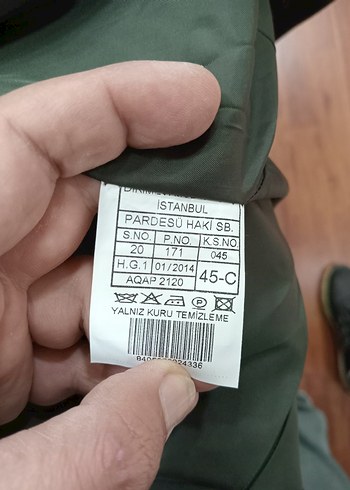 İSTANBUL
PARDESÜ HAKİ SB.
S.NO. P.NO. K.S.NO.
20 171 045
H.G.1 01/2014 45-C
AQAP 2120
P
YALNIZ KURU TEMİZLEME